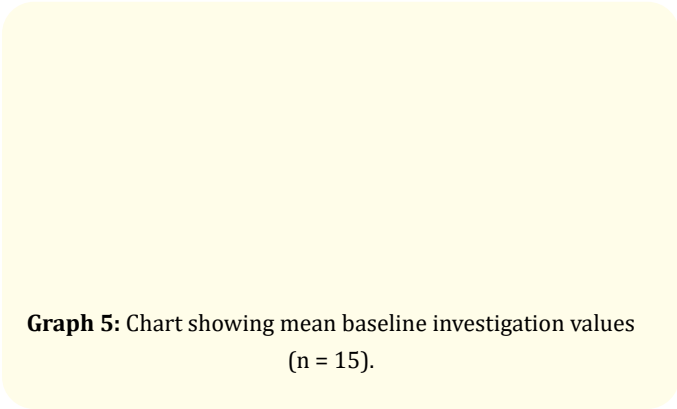 Graph 5: Chart showing mean baseline investigation values
(n = 15).